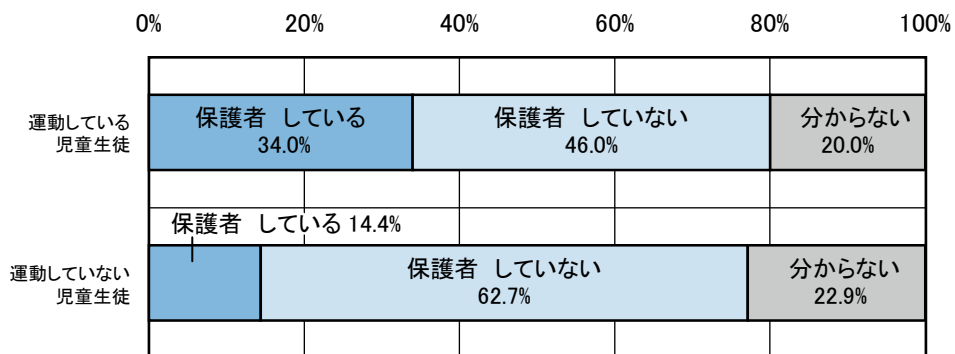 0% 20% 40% 60% 80% 100%
運動している
児童生徒
保護者 している
34.0%
保護者 していない
46.0%
分からない
20.0%
保護者 している 14.4%
運動していない
児童生徒
保護者 していない
62.7%
分からない
22.9%